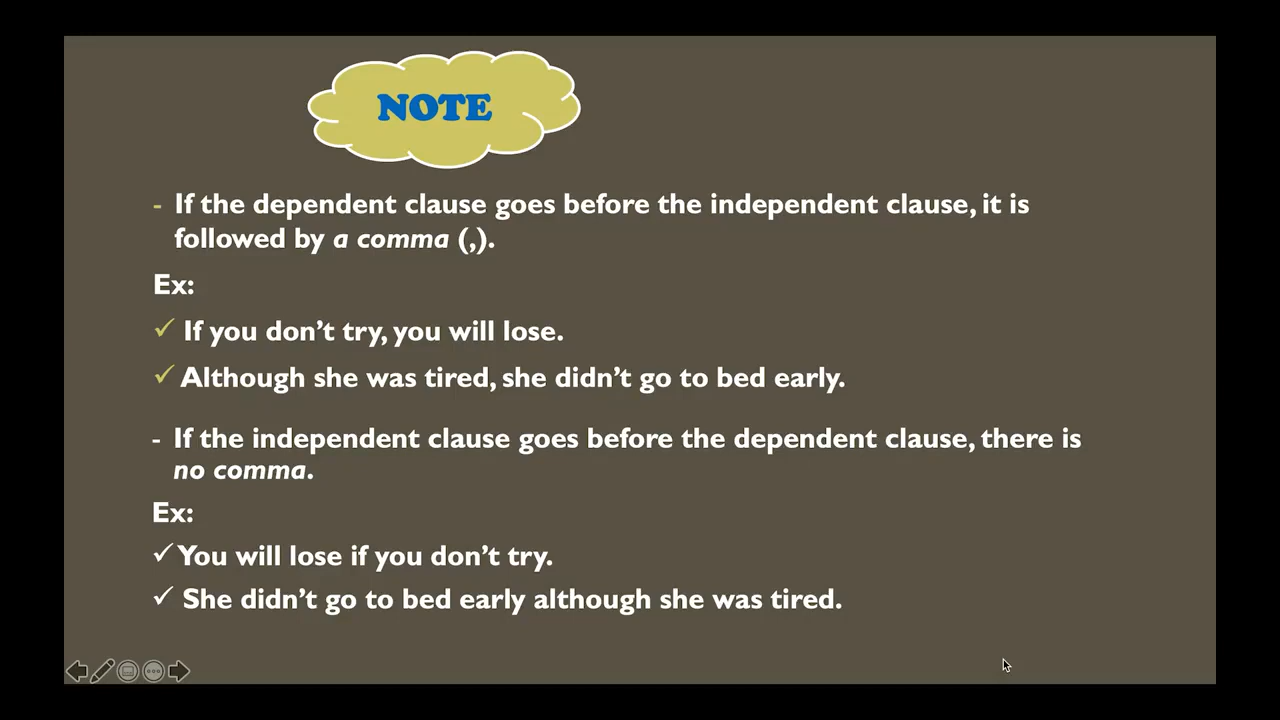 NOTE
- If the dependent clause goes before the independent clause, it is
followed by a comma (,).
Ex:
✓ If you don’t try, you will lose.
✓ Although she was tired, she didn’t go to bed early.
- If the independent clause goes before the dependent clause, there is
no comma.
Ex:
✓ You will lose if you don’t try.
✓ She didn’t go to bed early although she was tired.